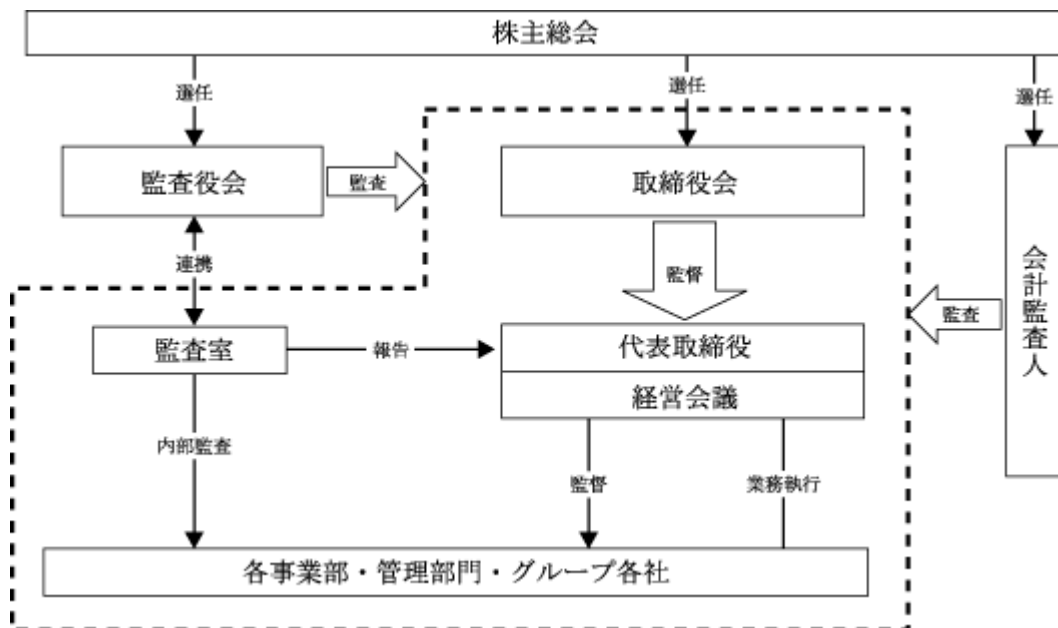 株主総会
選任
選任
選任
監査役会
監査
取締役会
連携
監督
会計監査人
監査
監査室
報告
代表取締役
経営会議
内部監査
監督
業務執行
各事業部・管理部門・グループ各社